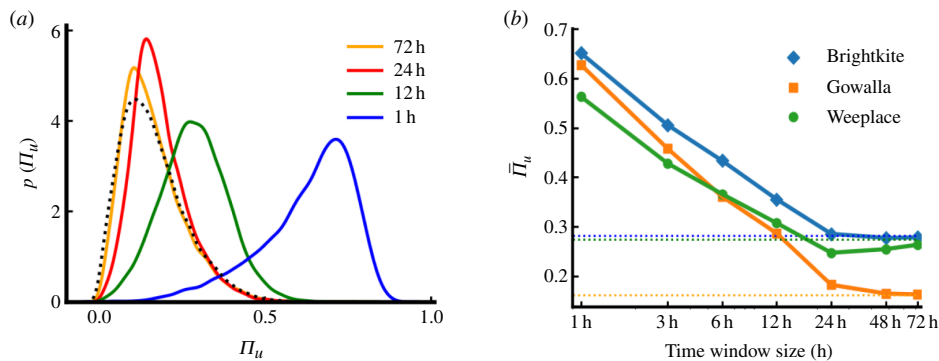 (a)
6
4
2
0
p (Π_u)
72 h
24 h
12 h
1 h
0.0
0.5
1.0
Π_u
(b)
0.7
0.6
0.5
0.4
0.3
0.2
Π̄_u
Brightkite
Gowalla
Weeplace
1 h
3 h
6 h
12 h
24 h
48 h
72 h
Time window size (h)